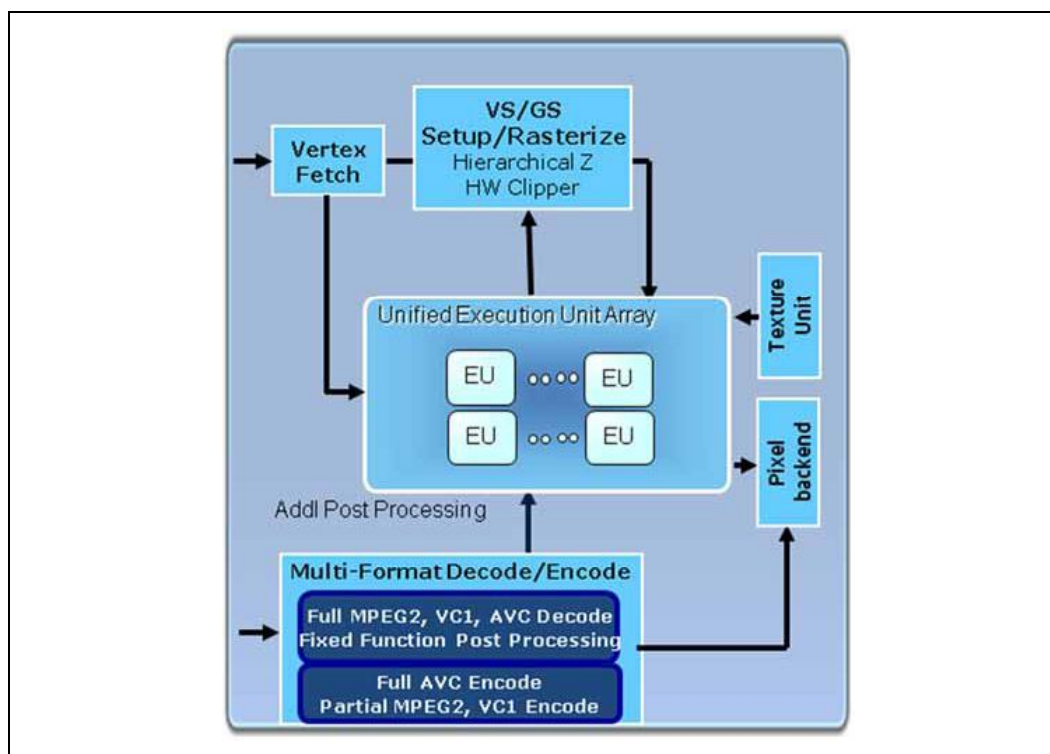 VS/GS
Setup/Rasterize
Hierarchical Z
HW Clipper
Vertex
Fetch
Texture
Unit
Unified Execution Unit Array
EU
EU
EU
EU
Pixel
backend
Addl Post Processing
Multi-Format Decode/Encode
Full MPEG2, VC1, AVC Decode
Fixed Function Post Processing
Full AVC Encode
Partial MPEG2, VC1 Encode